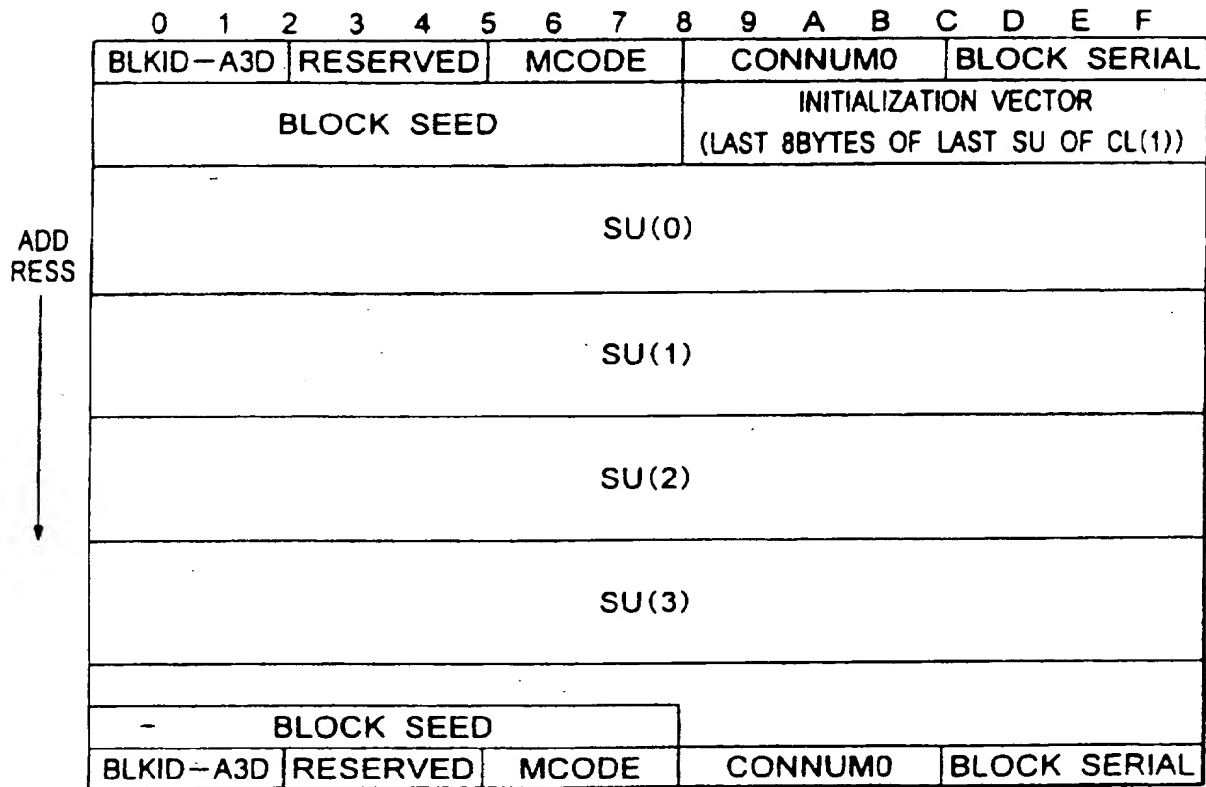 0 1 2 3 4 5 6 7 8 9 A B C D E F
BLKID-A3D RESERVED MCODE CONNUM0 BLOCK SERIAL
BLOCK SEED
INITIALIZATION VECTOR
(LAST 8BYTES OF LAST SU OF CL(1))
SU(0)
ADD
RESS
SU(1)
SU(2)
SU(3)
BLOCK SEED
BLKID-A3D RESERVED MCODE CONNUM0 BLOCK SERIAL